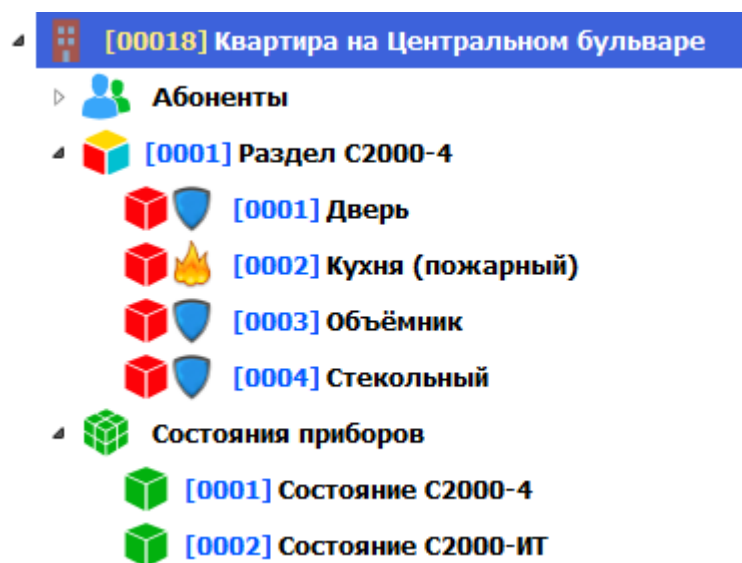 [00018] Квартира на Центральном бульваре
Абоненты
[0001] Раздел С2000-4
[0001] Дверь
[0002] Кухня (пожарный)
[0003] Объёмник
[0004] Стекольный
Состояния приборов
[0001] Состояние С2000-4
[0002] Состояние С2000-ИТ